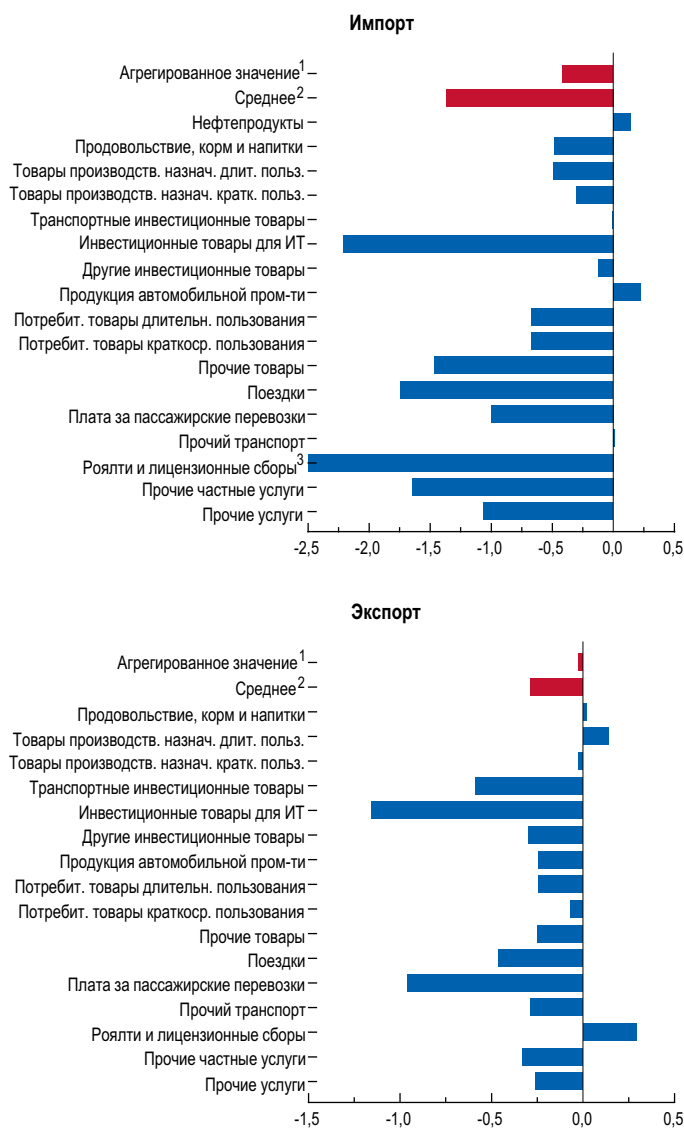 Импорт
Агрегированное значение1
Среднее2
Нефтепродукты
Продовольствие, корм и напитки
Товары производств. назнач. длит. польз.
Товары производств. назнач. кратк. польз.
Транспортные инвестиционные товары
Инвестиционные товары для ИТ
Другие инвестиционные товары
Продукция автомобильной пром-ти
Потребит. товары длительн. пользования
Потребит. товары краткоср. пользования
Прочие товары
Поездки
Плата за пассажирские перевозки
Прочий транспорт
Роялти и лицензионные сборы3
Прочие частные услуги
Прочие услуги
-2,5 -2,0 -1,5 -1,0 -0,5 0,0 0,5
Экспорт
Агрегированное значение1
Среднее2
Продовольствие, корм и напитки
Товары производств. назнач. длит. польз.
Товары производств. назнач. кратк. польз.
Транспортные инвестиционные товары
Инвестиционные товары для ИТ
Другие инвестиционные товары
Продукция автомобильной пром-ти
Потребит. товары длительн. пользования
Потребит. товары краткоср. пользования
Прочие товары
Поездки
Плата за пассажирские перевозки
Прочий транспорт
Роялти и лицензионные сборы
Прочие частные услуги
Прочие услуги
-1,5 -1,0 -0,5 0,0 0,5